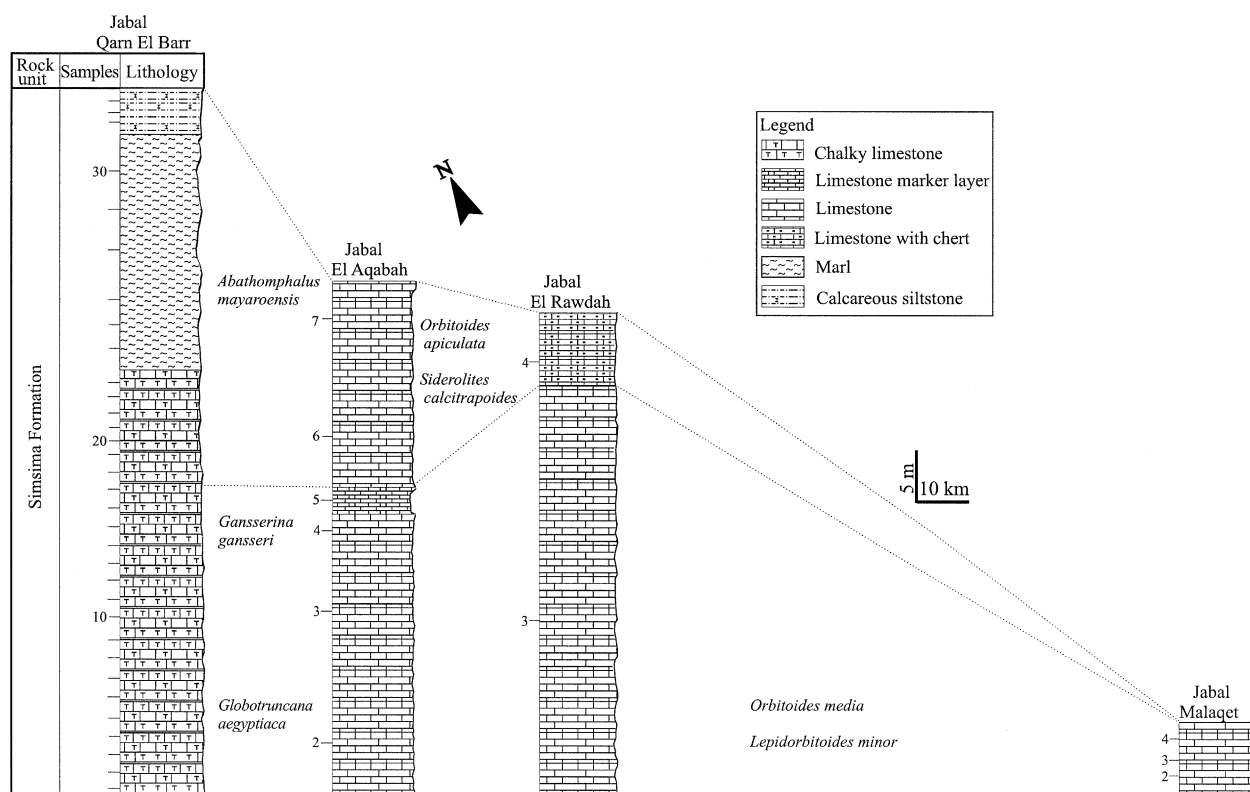 Jabal
Qarn El Barr
Rock
unit
Samples
Lithology
30
20
10
Simsima Formation
Abathomphalus
mayaroensis
Gansserina
gansseri
Globotruncana
aegyptiaca
Jabal
El Aqabah
7
6
5
4
3
2
Orbitoides
apiculata
Siderolites
calcitrapoides
N
Jabal
El Rawdah
4
3
Legend
Chalky limestone
Limestone marker layer
Limestone
Limestone with chert
Marl
Calcareous siltstone
5 m
10 km
Orbitoides media
Lepidorbitoides minor
Jabal
Malaqet
4
3
2